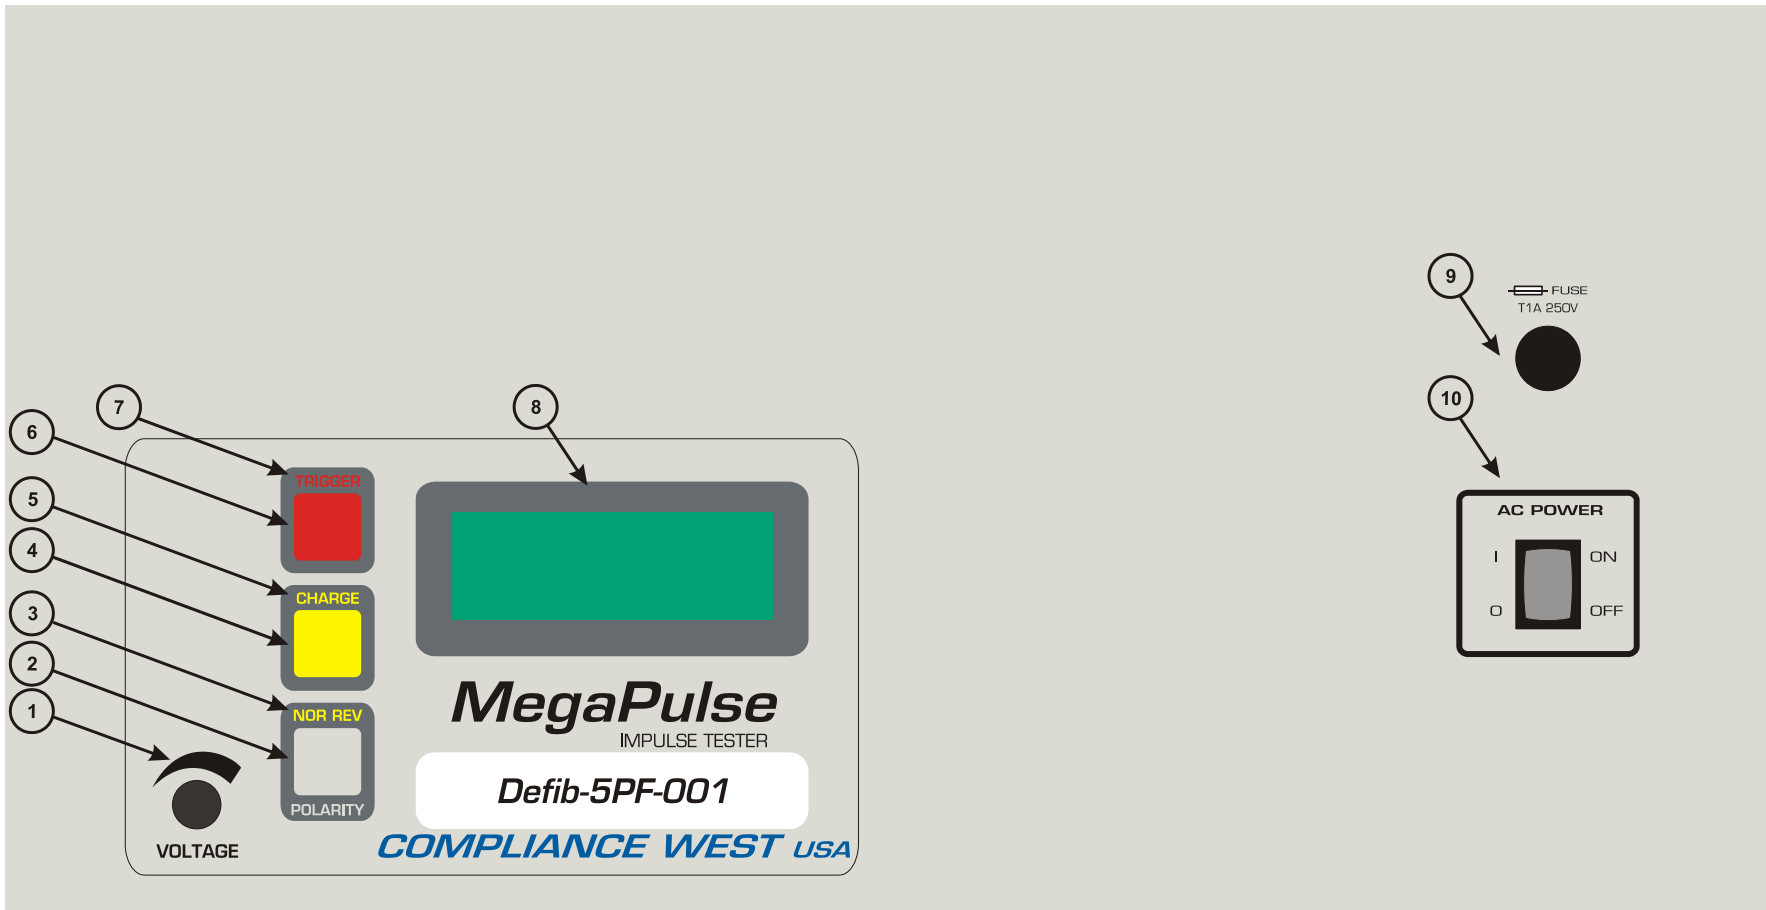 9
FUSE
T1A 250V
10
AC POWER
I ON
O OFF
7
8
6
5
4
3
2
1
TRIGGER
CHARGE
NOR REV
POLARITY
VOLTAGE
MegaPulse
IMPULSE TESTER
Defib-5PF-001
COMPLIANCE WEST USA